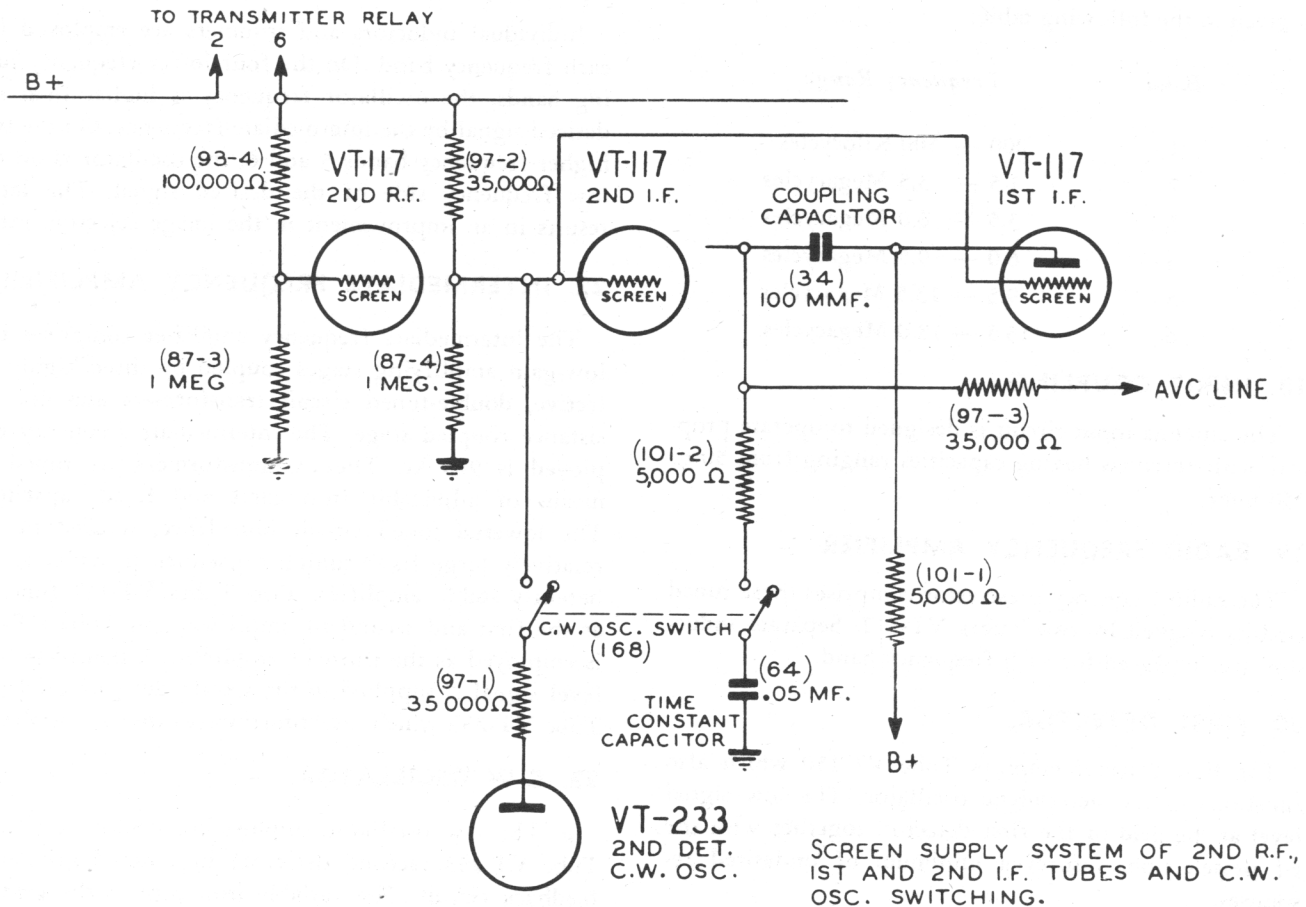 TO TRANSMITTER RELAY
2 6
B+
(93-4)
100,000Ω
VT-117
2ND R.F.
(97-2)
35,000Ω
VT-117
2ND I.F.
COUPLING
CAPACITOR
VT-117
1ST I.F.
SCREEN
SCREEN
(34)
100 MMF.
SCREEN
(87-3)
1 MEG
(87-4)
1 MEG.
AVC LINE
(97-3)
35,000 Ω
(101-2)
5,000 Ω
(101-1)
5,000 Ω
C.W. OSC. SWITCH
(168)
(97-1)
35000Ω
(64)
.05 MF.
TIME
CONSTANT
CAPACITOR
B+
VT-233
2ND DET.
C.W. OSC.
SCREEN SUPPLY SYSTEM OF 2ND R.F.,
1ST AND 2ND I.F. TUBES AND C.W.
OSC. SWITCHING.